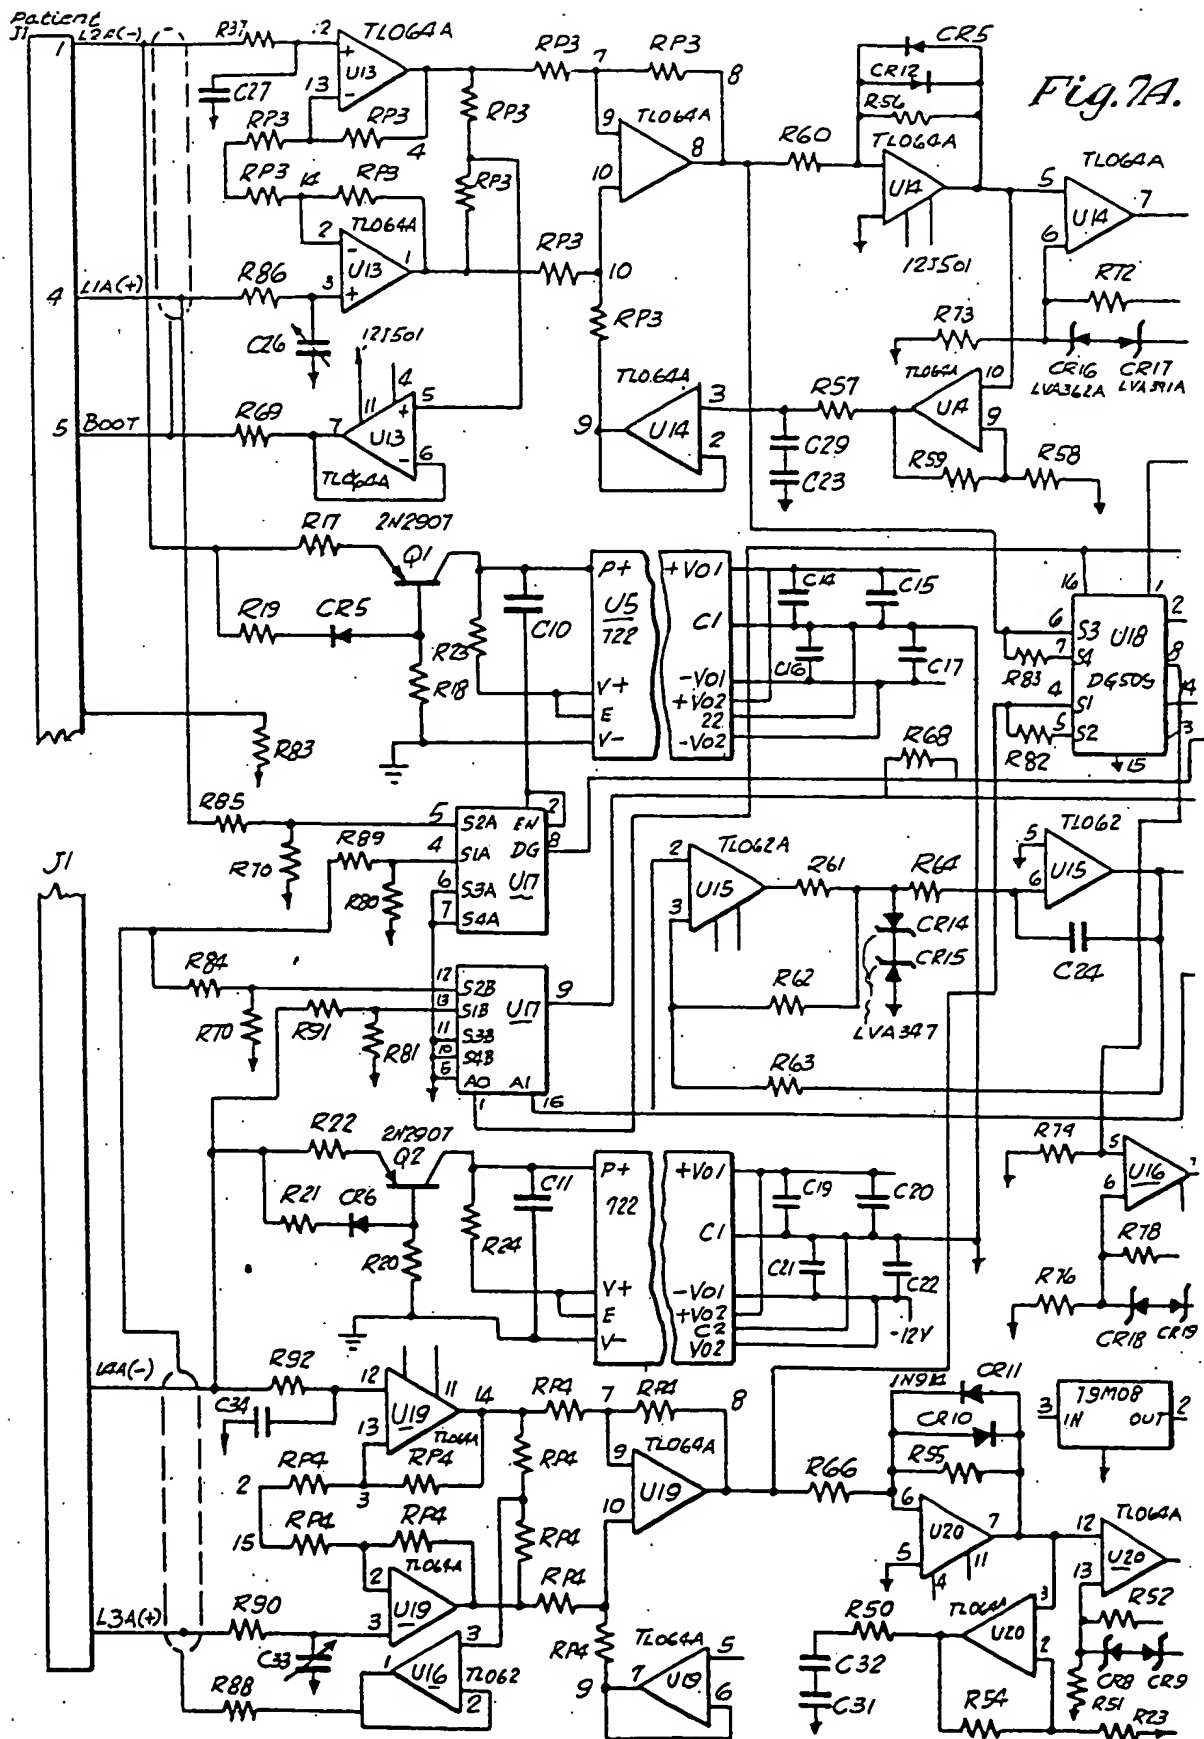 Patient
J1
1
L2A(-)
R37
12
TL064A
+
U13
-
13
C27
RP3
RP3
4
RP3
14
RP3
TL064A
2
-
U13
1
3
+
4
L1A(+)
R86
C26
12J501
4
11
5
+
7
U13
-
6
TL064A
5
BOOT
R69
RP3
RP3
RP3
7
RP3
8
9
TL064A
8
10
RP3
10
RP3
TL064A
3
9
U14
2
R60
CR5
CR12
R56
TL064A
U14
12J501
Fig.7A.
TL064A
5
7
U14
6
R72
R73
CR16
LVA362A
CR17
LVA391A
TL064A
10
U14
9
R57
C29
C23
R59
R58
R17
2N2907
Q1
R19
CR5
R23
R18
C10
P+
U5
722
V+
E
V-
+VO1
C1
-VO1
+VO2
22
-VO2
C14
C15
C16
C17
16
1
6
S3
U18
2
7
S4
8
R83
DG509
4
S1
4
5
S2
3
R82
15
R83
R68
R85
R70
R89
R80
5
S2A
EN
2
4
S1A
DG
8
6
S3A
U17
7
S4A
J1
R84
R70
R91
R81
12
S2B
9
13
S1B
U17
11
S3B
10
S4B
5
A0
A1
1
16
TL062A
2
U15
3
R61
R64
CR14
CR15
LVA347
R62
R63
TL062
5
U15
6
C24
R22
2N2907
Q2
R21
CR6
R20
R24
C11
P+
722
V+
E
V-
+VO1
C1
-VO1
+VO2
C2
VO2
C19
C20
C21
C22
-12V
R74
5
U16
7
6
R78
R76
CR18
CR19
L4A(-)
R92
C34
12
11
14
U19
13
TL064A
2
RP4
3
RP4
15
RP4
RP4
TL064A
2
U19
3
L3A(+)
R90
C33
R88
1
3
U16
TL062
2
RP4
7
RP4
8
RP4
9
TL064A
U19
10
RP4
RP4
RP4
TL064A
5
9
7
U19
6
1N914
CR11
CR10
R55
R66
6
7
U20
5
4
11
3
19M08
2
IN
OUT
TL064A
12
U20
13
R52
CR8
CR9
R51
R50
TL064A
3
U20
2
C32
C31
R54
R23